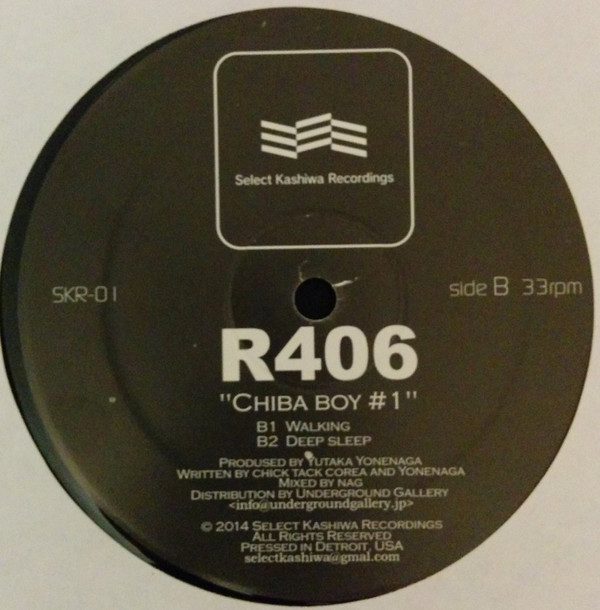 Select Kashiwa Recordings
SKR-01
side B 33rpm
R406
"CHIBA BOY #1"
B1 WALKING
B2 DEEP SLEEP
PRODUSED BY YUTAKA YONENAGA
WRITTEN BY CHICK TACK COREA AND YONENAGA
MIXED BY NAG
DISTRIBUTION BY UNDERGROUND GALLERY
<info@undergroundgallery.jp>
© 2014 SELECT KASHIWA RECORDINGS
ALL RIGHTS RESERVED
PRESSED IN DETROIT, USA
selectkashiwa@gmal.com